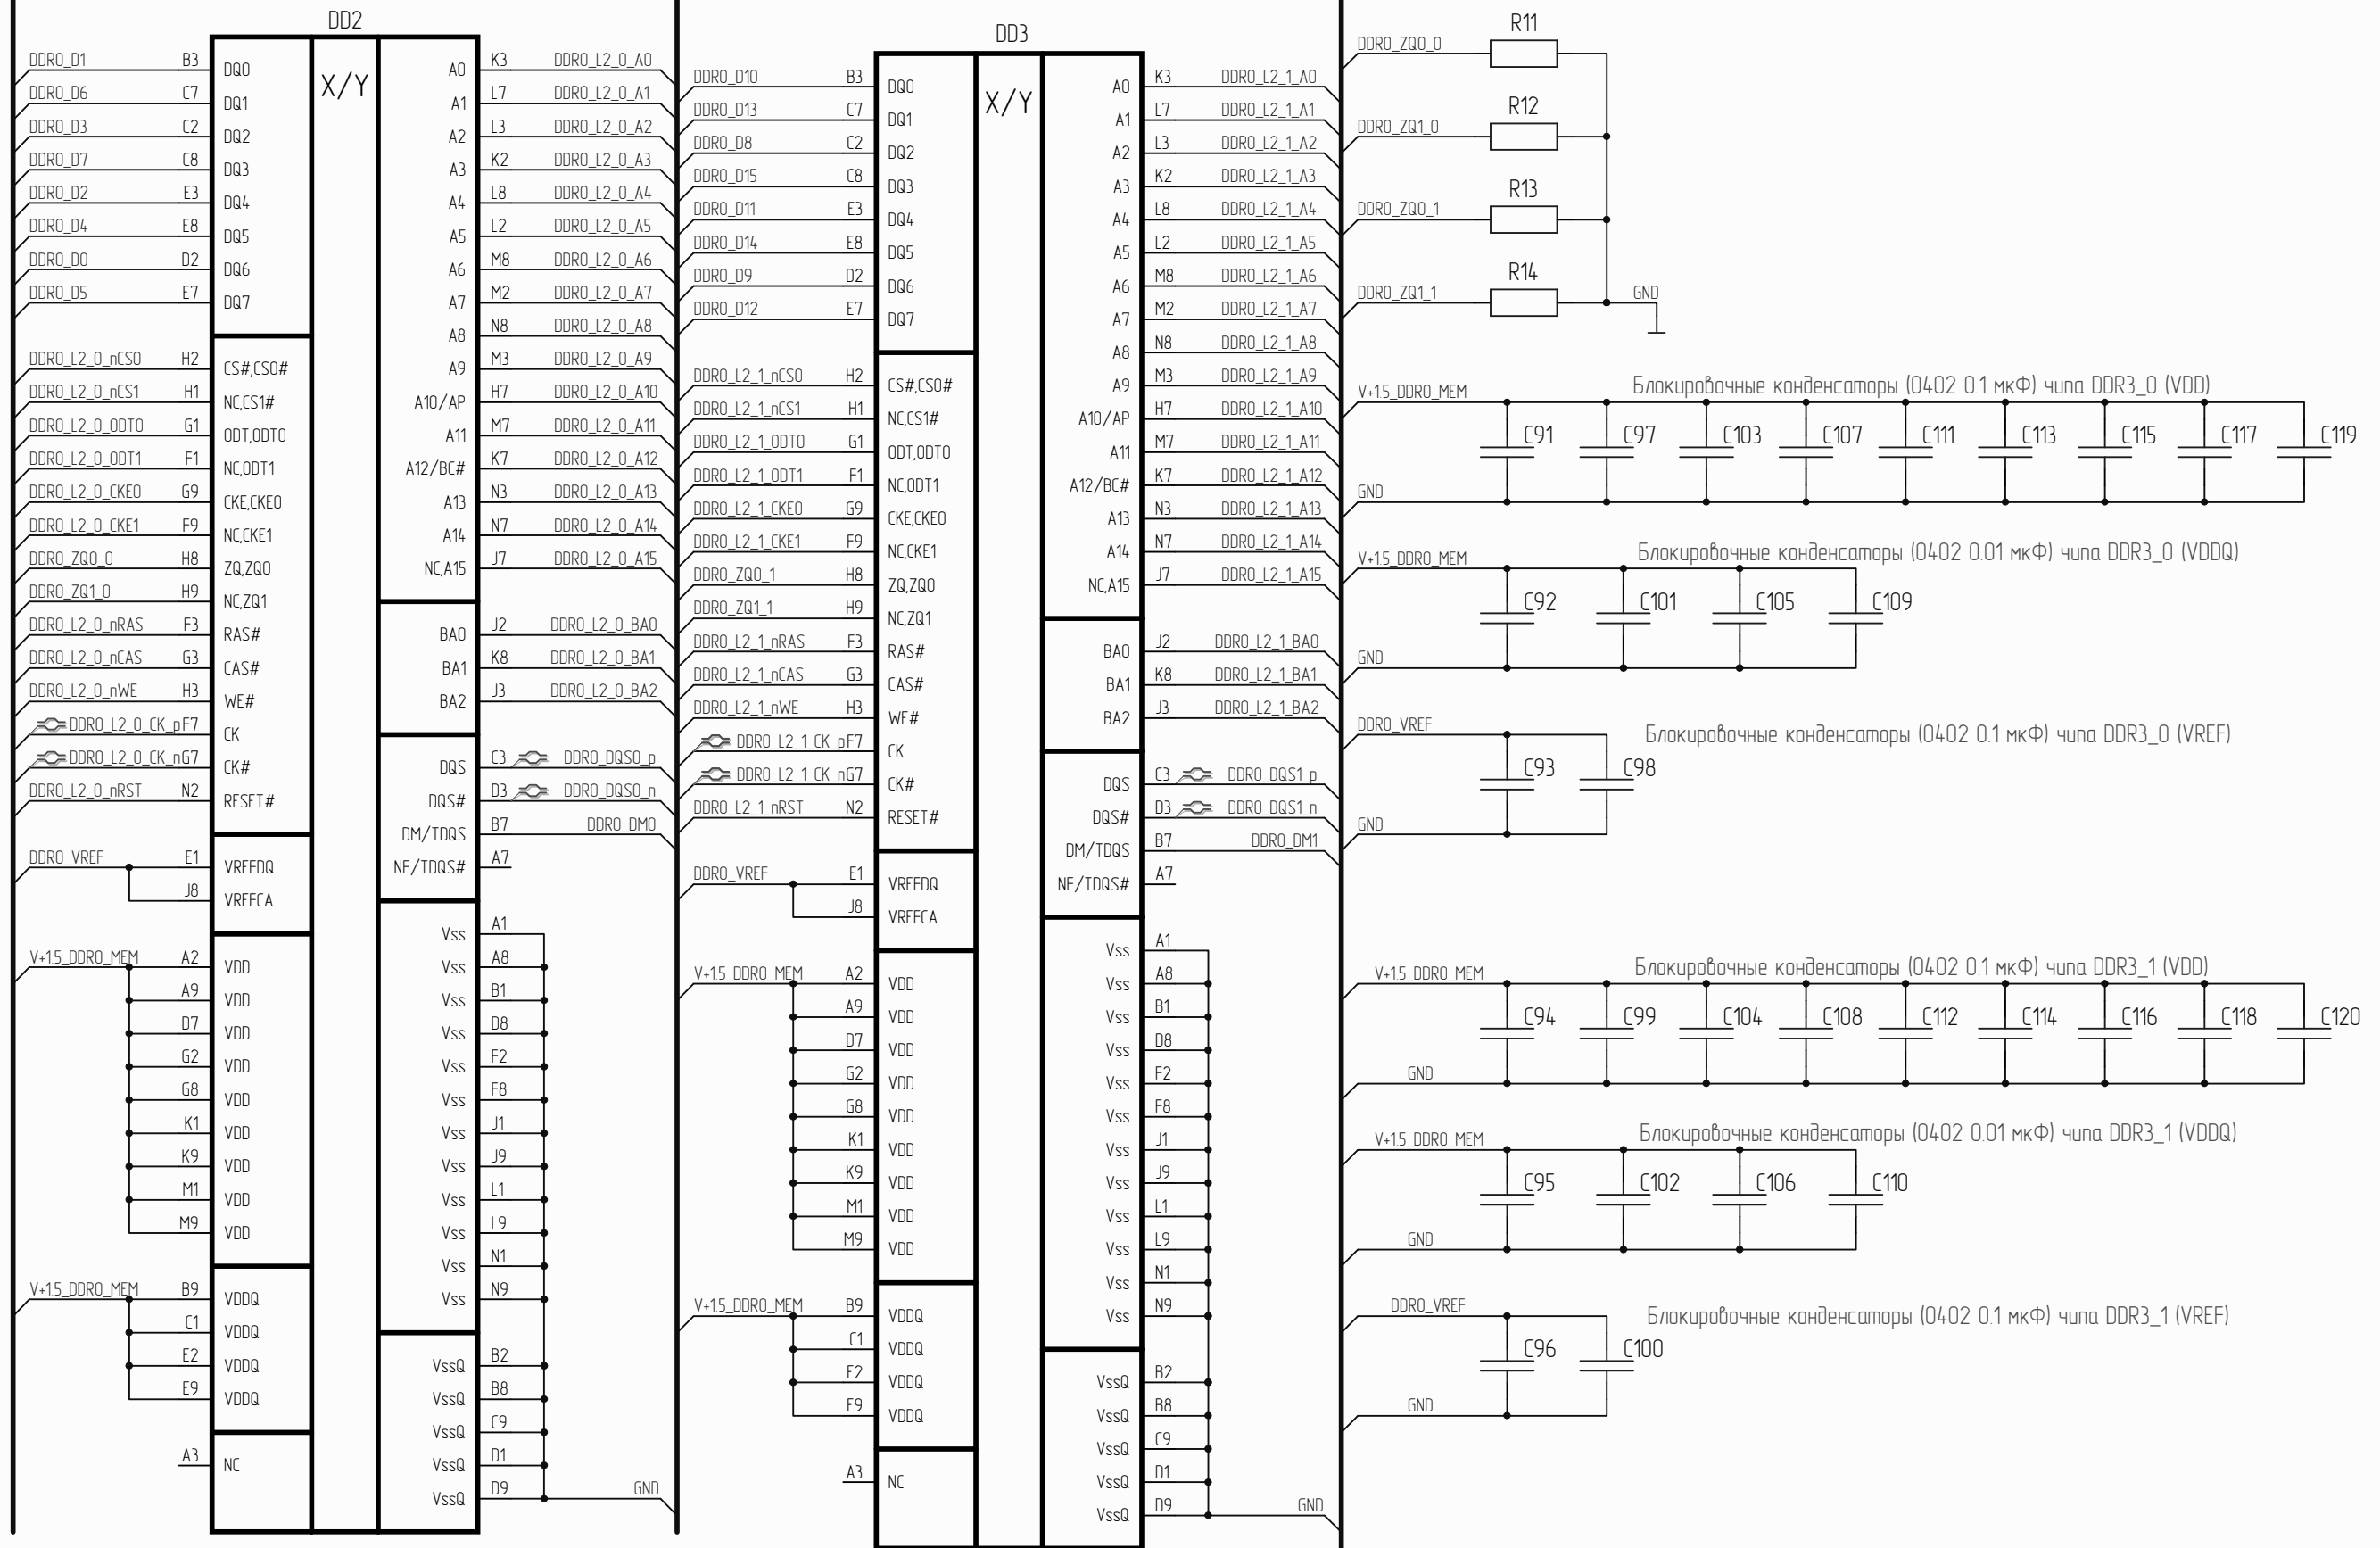 DD2
DDR0_D1 B3 DQ0
DDR0_D6 C7 DQ1
DDR0_D3 C2 DQ2
DDR0_D7 C8 DQ3
DDR0_D2 E3 DQ4
DDR0_D4 E8 DQ5
DDR0_D0 D2 DQ6
DDR0_D5 E7 DQ7
DDR0_L2_0_nCS0 H2 CS#,CS0#
DDR0_L2_0_nCS1 H1 NC,CS1#
DDR0_L2_0_ODT0 G1 ODT,ODT0
DDR0_L2_0_ODT1 F1 NC,ODT1
DDR0_L2_0_CKE0 G9 CKE,CKE0
DDR0_L2_0_CKE1 F9 NC,CKE1
DDR0_ZQ0_0 H8 ZQ,ZQ0
DDR0_ZQ1_0 H9 NC,ZQ1
DDR0_L2_0_nRAS F3 RAS#
DDR0_L2_0_nCAS G3 CAS#
DDR0_L2_0_nWE H3 WE#
DDR0_L2_0_CK_p F7 CK
DDR0_L2_0_CK_n G7 CK#
DDR0_L2_0_nRST N2 RESET#
DDR0_VREF E1 VREFDQ
J8 VREFCA
V+1.5_DDR0_MEM A2 VDD
A9 VDD
D7 VDD
G2 VDD
G8 VDD
K1 VDD
K9 VDD
M1 VDD
M9 VDD
V+1.5_DDR0_MEM B9 VDDQ
C1 VDDQ
E2 VDDQ
E9 VDDQ
A3 NC
X/Y
A0 K3 DDR0_L2_0_A0
A1 L7 DDR0_L2_0_A1
A2 L3 DDR0_L2_0_A2
A3 K2 DDR0_L2_0_A3
A4 L8 DDR0_L2_0_A4
A5 L2 DDR0_L2_0_A5
A6 M8 DDR0_L2_0_A6
A7 M2 DDR0_L2_0_A7
A8 N8 DDR0_L2_0_A8
A9 M3 DDR0_L2_0_A9
A10/AP H7 DDR0_L2_0_A10
A11 M7 DDR0_L2_0_A11
A12/BC# K7 DDR0_L2_0_A12
A13 N3 DDR0_L2_0_A13
A14 N7 DDR0_L2_0_A14
NC,A15 J7 DDR0_L2_0_A15
BA0 J2 DDR0_L2_0_BA0
BA1 K8 DDR0_L2_0_BA1
BA2 J3 DDR0_L2_0_BA2
DQS C3 DDR0_DQS0_p
DQS# D3 DDR0_DQS0_n
DM/TDQS B7 DDR0_DM0
NF/TDQS# A7
Vss A1
Vss A8
Vss B1
Vss D8
Vss F2
Vss F8
Vss J1
Vss J9
Vss L1
Vss L9
Vss N1
Vss N9
VssQ B2
VssQ B8
VssQ C9
VssQ D1
VssQ D9 GND
DD3
DDR0_D10 B3 DQ0
DDR0_D13 C7 DQ1
DDR0_D8 C2 DQ2
DDR0_D15 C8 DQ3
DDR0_D11 E3 DQ4
DDR0_D14 E8 DQ5
DDR0_D9 D2 DQ6
DDR0_D12 E7 DQ7
DDR0_L2_1_nCS0 H2 CS#,CS0#
DDR0_L2_1_nCS1 H1 NC,CS1#
DDR0_L2_1_ODT0 G1 ODT,ODT0
DDR0_L2_1_ODT1 F1 NC,ODT1
DDR0_L2_1_CKE0 G9 CKE,CKE0
DDR0_L2_1_CKE1 F9 NC,CKE1
DDR0_ZQ0_1 H8 ZQ,ZQ0
DDR0_ZQ1_1 H9 NC,ZQ1
DDR0_L2_1_nRAS F3 RAS#
DDR0_L2_1_nCAS G3 CAS#
DDR0_L2_1_nWE H3 WE#
DDR0_L2_1_CK_p F7 CK
DDR0_L2_1_CK_n G7 CK#
DDR0_L2_1_nRST N2 RESET#
DDR0_VREF E1 VREFDQ
J8 VREFCA
V+1.5_DDR0_MEM A2 VDD
A9 VDD
D7 VDD
G2 VDD
G8 VDD
K1 VDD
K9 VDD
M1 VDD
M9 VDD
V+1.5_DDR0_MEM B9 VDDQ
C1 VDDQ
E2 VDDQ
E9 VDDQ
A3 NC
X/Y
A0 K3 DDR0_L2_1_A0
A1 L7 DDR0_L2_1_A1
A2 L3 DDR0_L2_1_A2
A3 K2 DDR0_L2_1_A3
A4 L8 DDR0_L2_1_A4
A5 L2 DDR0_L2_1_A5
A6 M8 DDR0_L2_1_A6
A7 M2 DDR0_L2_1_A7
A8 N8 DDR0_L2_1_A8
A9 M3 DDR0_L2_1_A9
A10/AP H7 DDR0_L2_1_A10
A11 M7 DDR0_L2_1_A11
A12/BC# K7 DDR0_L2_1_A12
A13 N3 DDR0_L2_1_A13
A14 N7 DDR0_L2_1_A14
NC,A15 J7 DDR0_L2_1_A15
BA0 J2 DDR0_L2_1_BA0
BA1 K8 DDR0_L2_1_BA1
BA2 J3 DDR0_L2_1_BA2
DQS C3 DDR0_DQS1_p
DQS# D3 DDR0_DQS1_n
DM/TDQS B7 DDR0_DM1
NF/TDQS# A7
Vss A1
Vss A8
Vss B1
Vss D8
Vss F2
Vss F8
Vss J1
Vss J9
Vss L1
Vss L9
Vss N1
Vss N9
VssQ B2
VssQ B8
VssQ C9
VssQ D1
VssQ D9 GND
R11
DDR0_ZQ0_0
R12
DDR0_ZQ1_0
R13
DDR0_ZQ0_1
R14
DDR0_ZQ1_1 GND
Блокировочные конденсаторы (0402 0.1 мкФ) чипа DDR3_0 (VDD)
V+1.5_DDR0_MEM
C91 C97 C103 C107 C111 C113 C115 C117 C119
GND
Блокировочные конденсаторы (0402 0.01 мкФ) чипа DDR3_0 (VDDQ)
V+1.5_DDR0_MEM
C92 C101 C105 C109
GND
DDR0_VREF Блокировочные конденсаторы (0402 0.1 мкФ) чипа DDR3_0 (VREF)
C93 C98
GND
Блокировочные конденсаторы (0402 0.1 мкФ) чипа DDR3_1 (VDD)
V+1.5_DDR0_MEM
C94 C99 C104 C108 C112 C114 C116 C118 C120
GND
Блокировочные конденсаторы (0402 0.01 мкФ) чипа DDR3_1 (VDDQ)
V+1.5_DDR0_MEM
C95 C102 C106 C110
GND
DDR0_VREF Блокировочные конденсаторы (0402 0.1 мкФ) чипа DDR3_1 (VREF)
C96 C100
GND